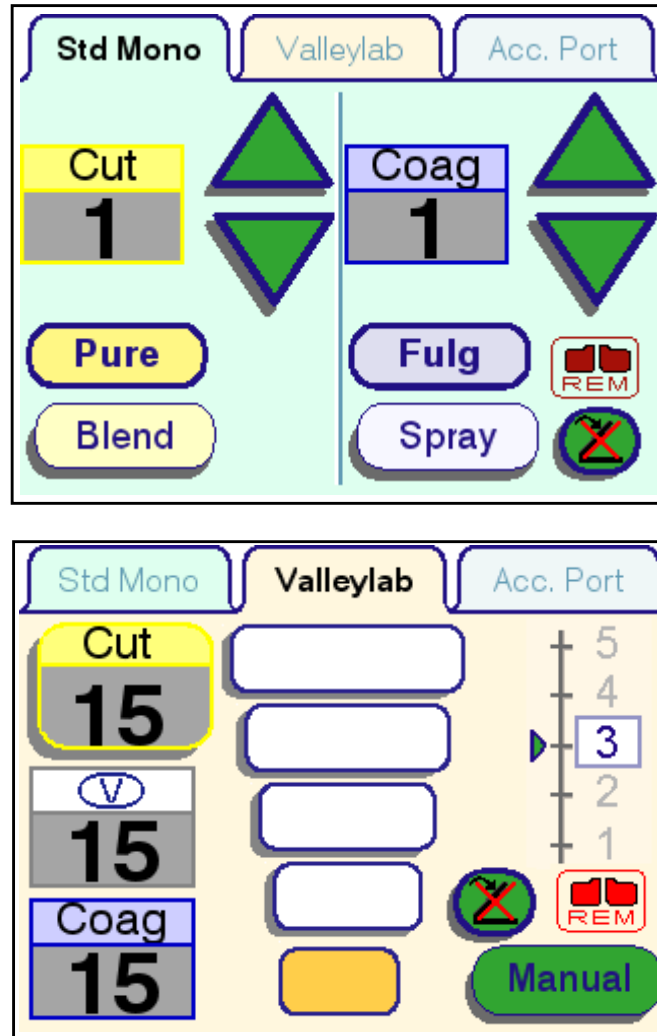 Std Mono Valleylab Acc. Port
Cut Coag
1 1
Pure Fulg
REM
Blend Spray
Std Mono Valleylab Acc. Port
Cut 5
15 4
3
V 2
15 1
Coag REM
15 Manual